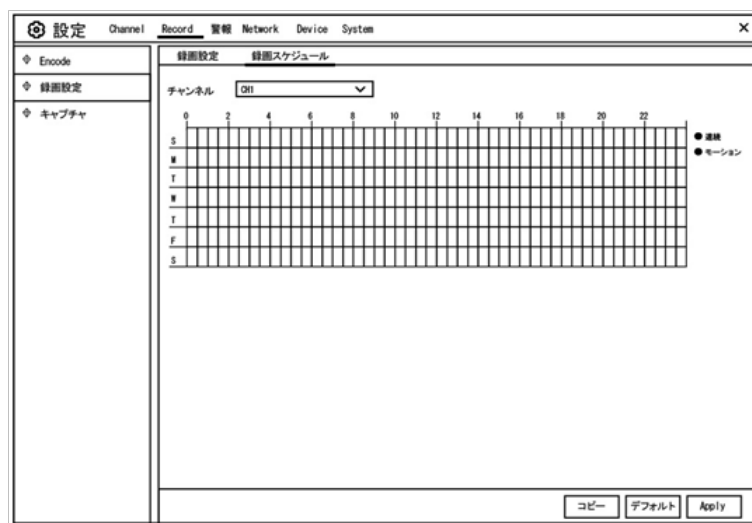 設定 Channel Record 警報 Network Device System ×
Encode
録画設定
キャプチャ
録画設定 録画スケジュール
チャンネル CH1
0 2 4 6 8 10 12 14 16 18 20 22
S
M
T
W
T
F
S
連続
モーション
コピー デフォルト Apply